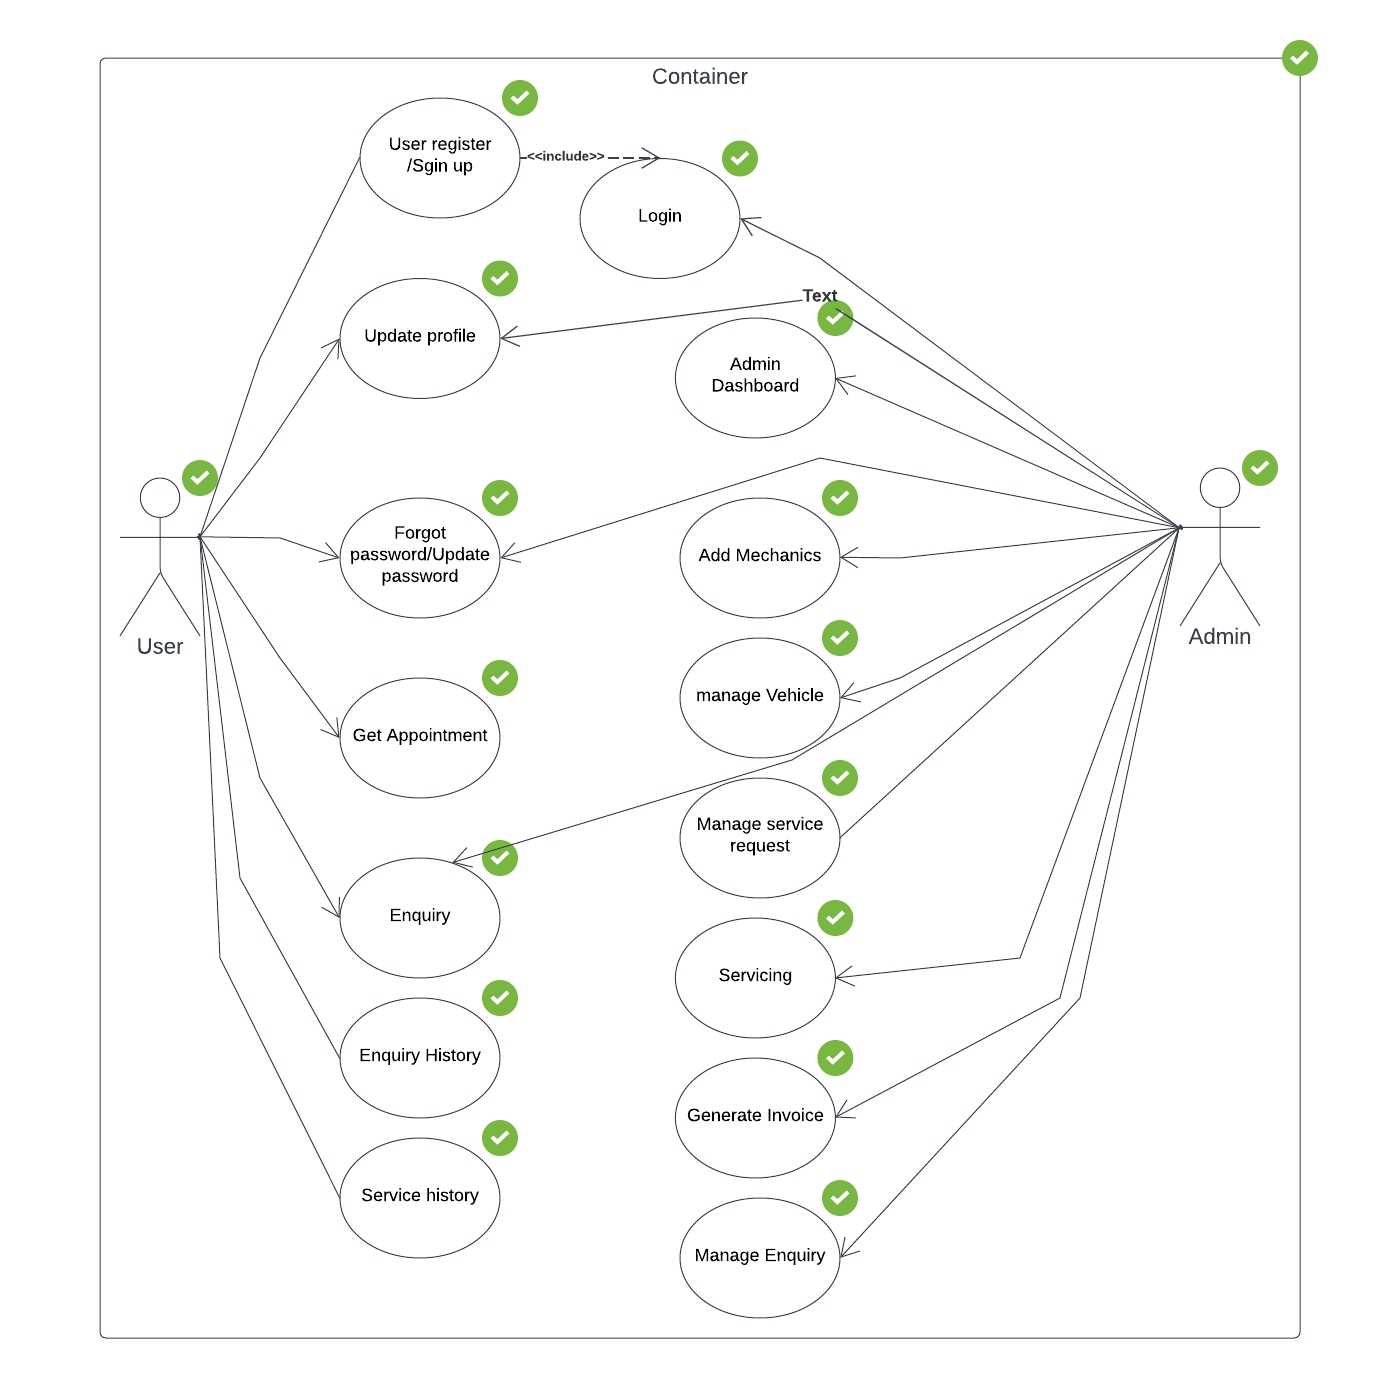 Container
User register
/Sgin up
<<include>>
Login
Text
Update profile
Admin
Dashboard
Forgot
password/Update
password
Add Mechanics
User
Admin
manage Vehicle
Get Appointment
Manage service
request
Enquiry
Servicing
Enquiry History
Generate Invoice
Service history
Manage Enquiry